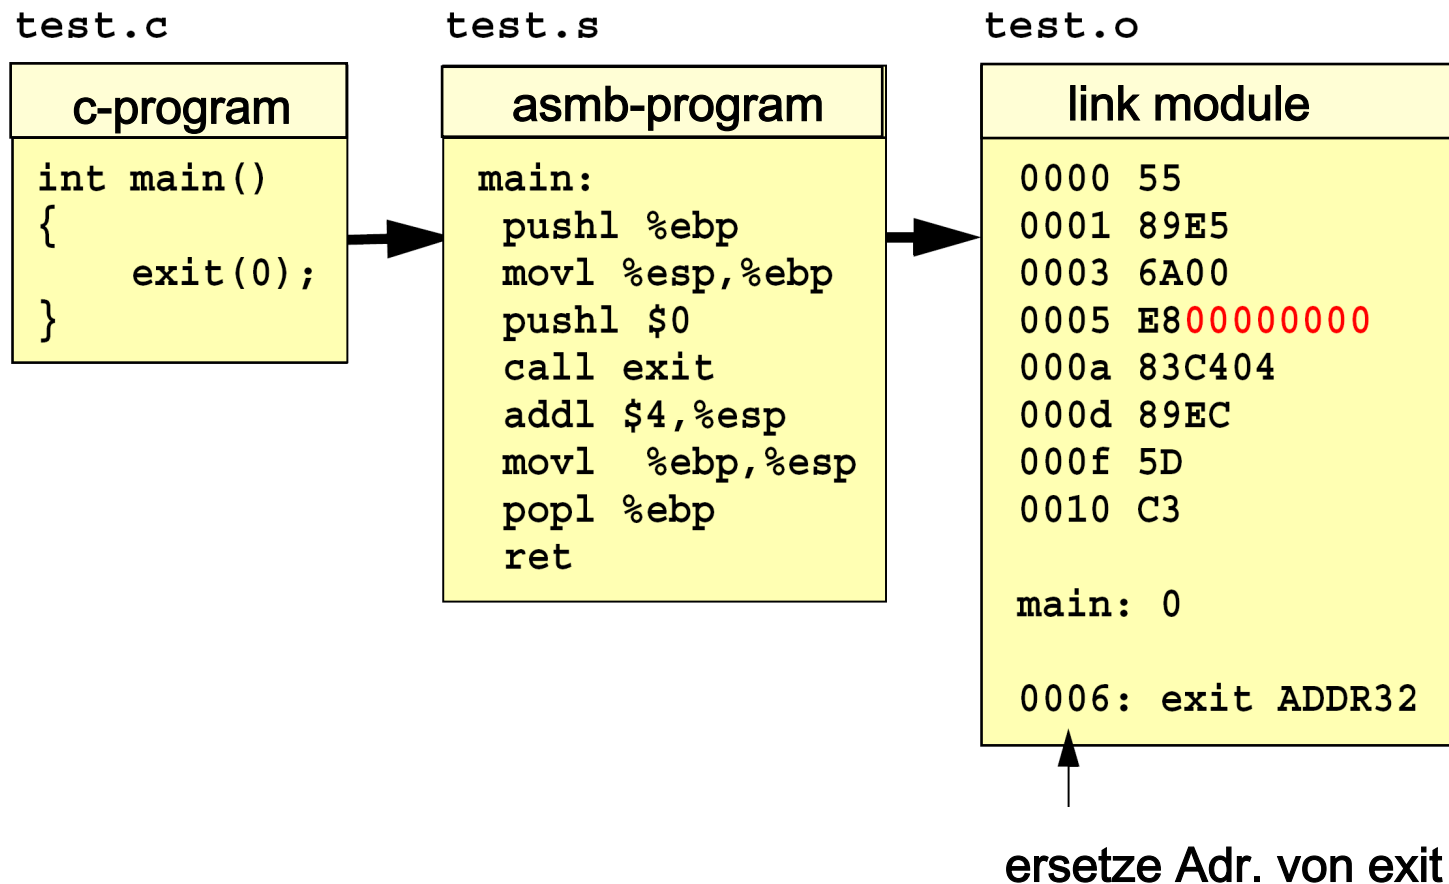 test.c
c-program
int main()
{
    exit(0);
}
test.s
asmb-program
main:
 pushl %ebp
 movl %esp,%ebp
 pushl $0
 call exit
 addl $4,%esp
 movl  %ebp,%esp
 popl %ebp
 ret
test.o
link module
0000 55
0001 89E5
0003 6A00
0005 E800000000
000a 83C404
000d 89EC
000f 5D
0010 C3
main: 0
0006: exit ADDR32
ersetze Adr. von exit